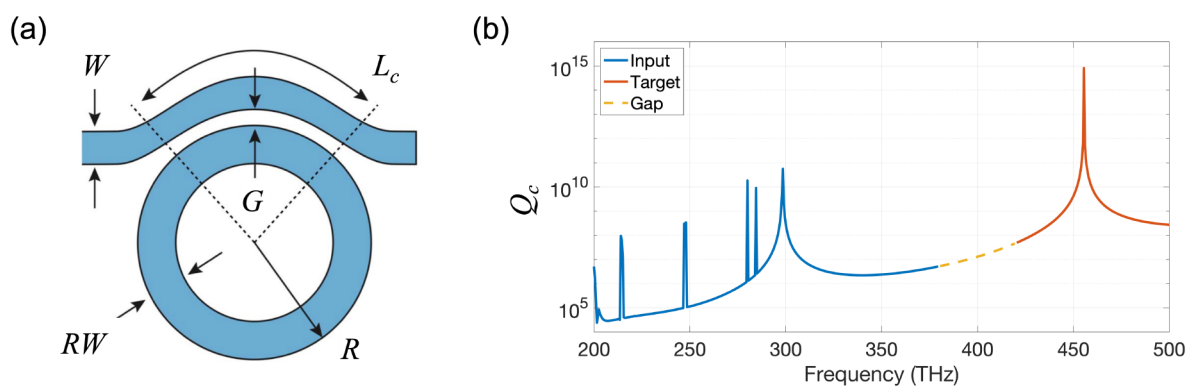 (a)
W
L_c
G
RW
R
(b)
Q_c
10^15
10^10
10^5
Input
Target
Gap
200 250 300 350 400 450 500
Frequency (THz)